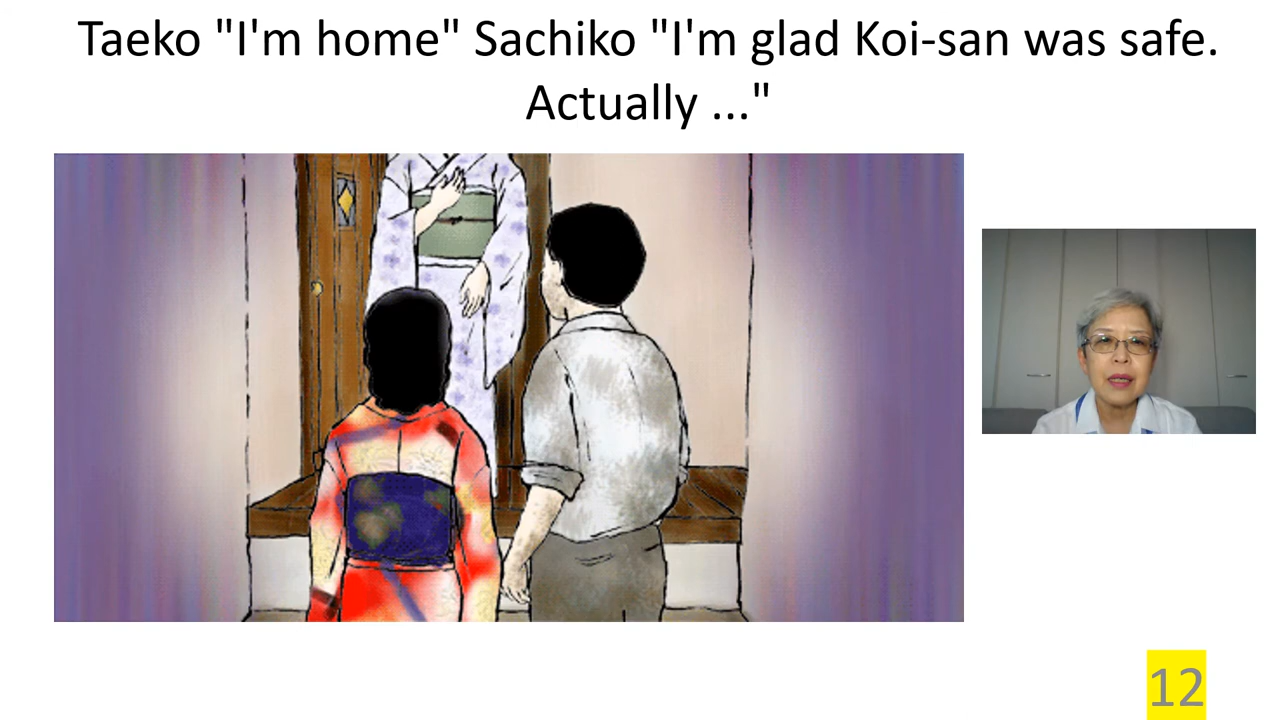 Taeko "I'm home" Sachiko "I'm glad Koi-san was safe.
Actually ..."
12